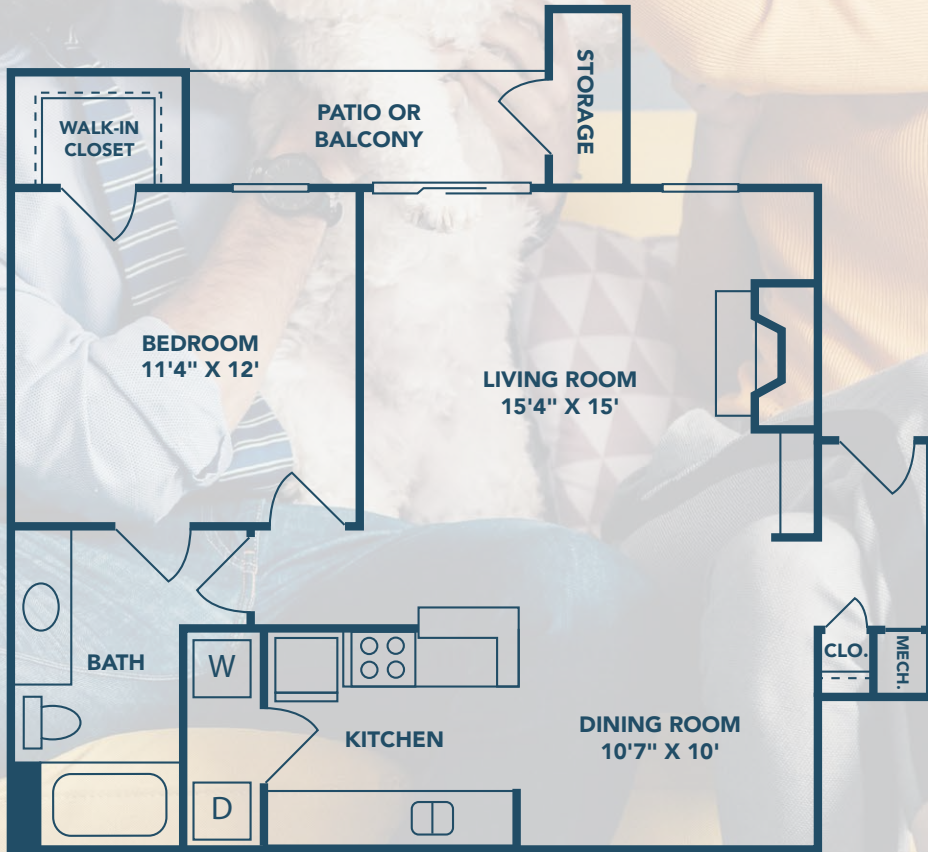 STORAGE
PATIO OR
BALCONY
WALK-IN
CLOSET
BEDROOM
11'4" X 12'
LIVING ROOM
15'4" X 15'
BATH
W
D
KITCHEN
DINING ROOM
10'7" X 10'
CLO.
MECH.